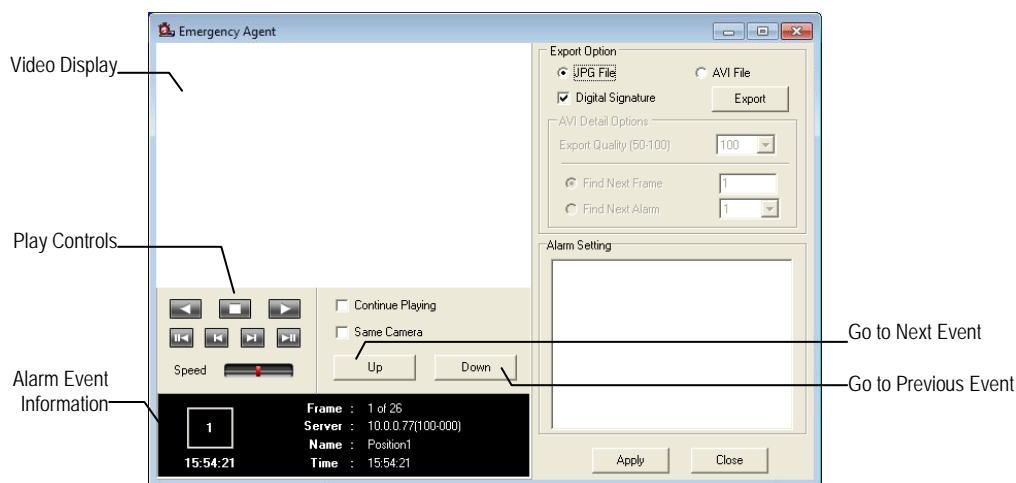 Emergency Agent
Video Display
Play Controls
Alarm Event
Information
Export Option
JPG File
AVI File
Digital Signature
Export
AVI Detail Options
Export Quality (50-100)
100
Find Next Frame
1
Find Next Alarm
1
Alarm Setting
Continue Playing
Same Camera
Up
Down
Speed
Go to Next Event
Go to Previous Event
1
15:54:21
Frame : 1 of 26
Server : 10.0.0.77(100-000)
Name : Position1
Time : 15:54:21
Apply
Close